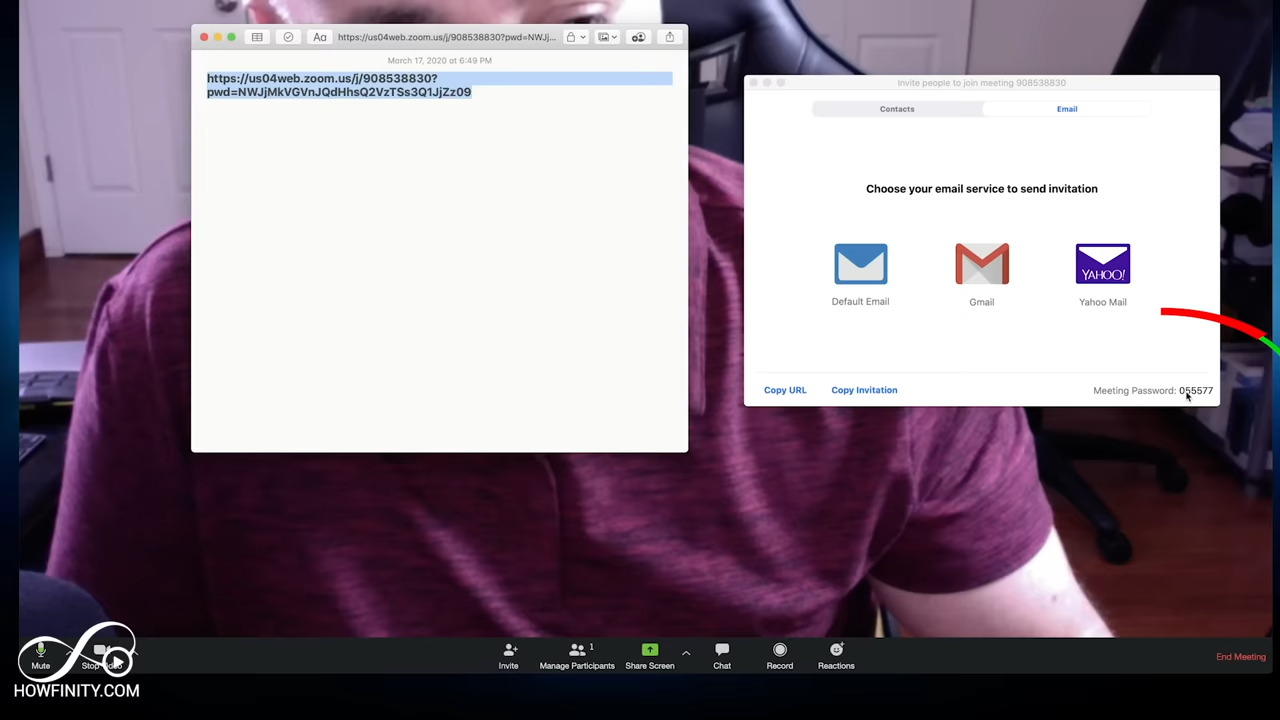 https://us04web.zoom.us/j/908538830?pwd=NWJj...
Aa
March 17, 2020 at 6:49 PM
https://us04web.zoom.us/j/908538830?
pwd=NWJjMkVGVnJQdHhsQ2VzTSs3Q1JjZz09
Invite people to join meeting 908538830
Contacts
Email
Choose your email service to send invitation
YAHOO!
Default Email
Gmail
Yahoo Mail
Copy URL
Copy Invitation
Meeting Password: 055577
Mute
Stop Video
Invite
1
Manage Participants
Share Screen
Chat
Record
Reactions
End Meeting
HOWFINITY.COM